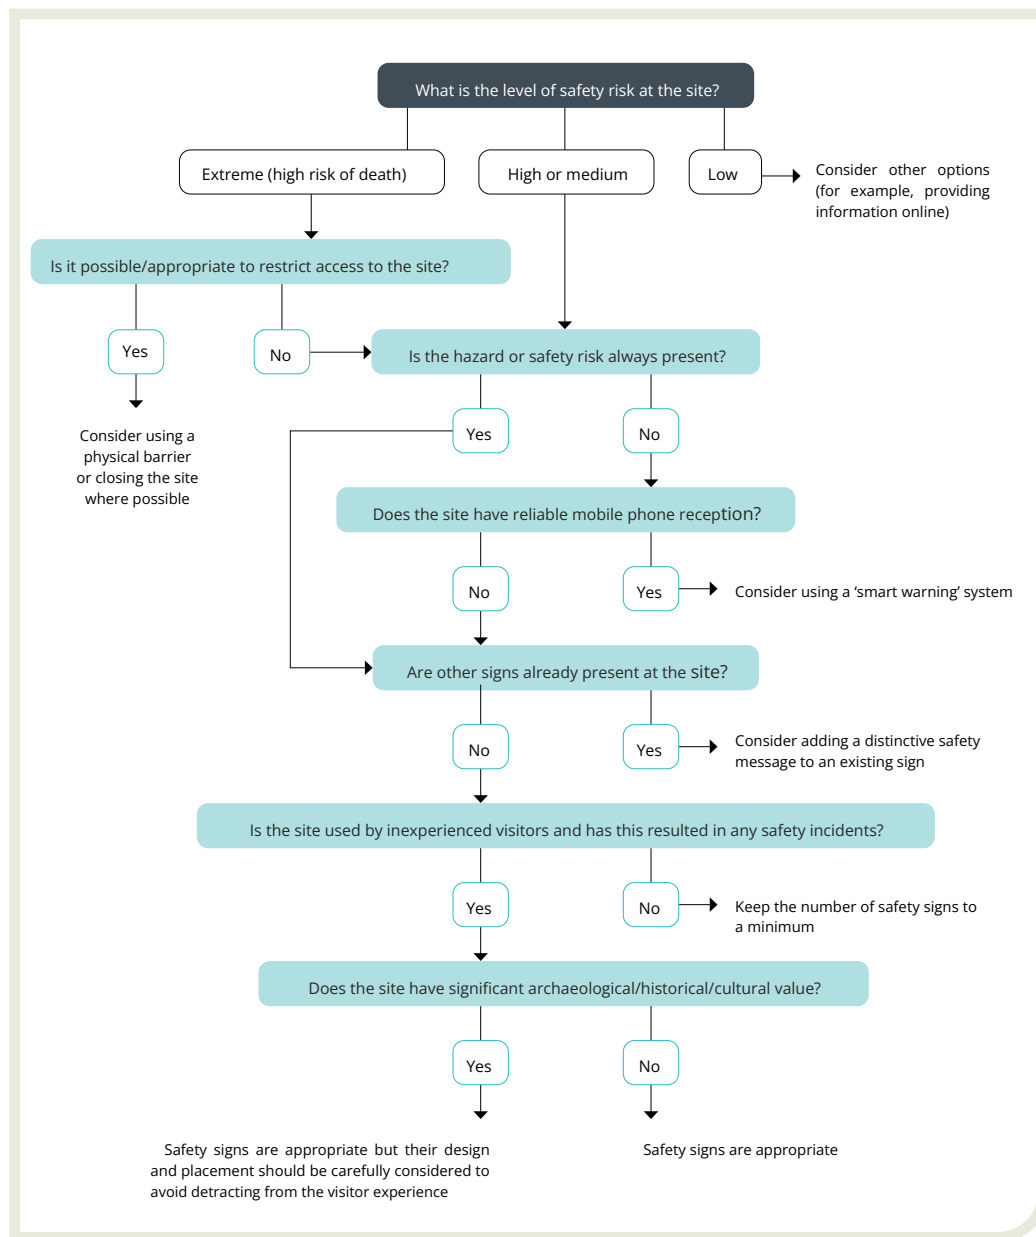 What is the level of safety risk at the site?
Extreme (high risk of death)
High or medium
Low
Consider other options
(for example, providing
information online)
Is it possible/appropriate to restrict access to the site?
Yes
No
Is the hazard or safety risk always present?
Consider using a
physical barrier
or closing the site
where possible
Yes
No
Does the site have reliable mobile phone reception?
No
Yes
Consider using a ‘smart warning’ system
Are other signs already present at the site?
No
Yes
Consider adding a distinctive safety
message to an existing sign
Is the site used by inexperienced visitors and has this resulted in any safety incidents?
Yes
No
Keep the number of safety signs to
a minimum
Does the site have significant archaeological/historical/cultural value?
Yes
No
Safety signs are appropriate but their design
and placement should be carefully considered to
avoid detracting from the visitor experience
Safety signs are appropriate